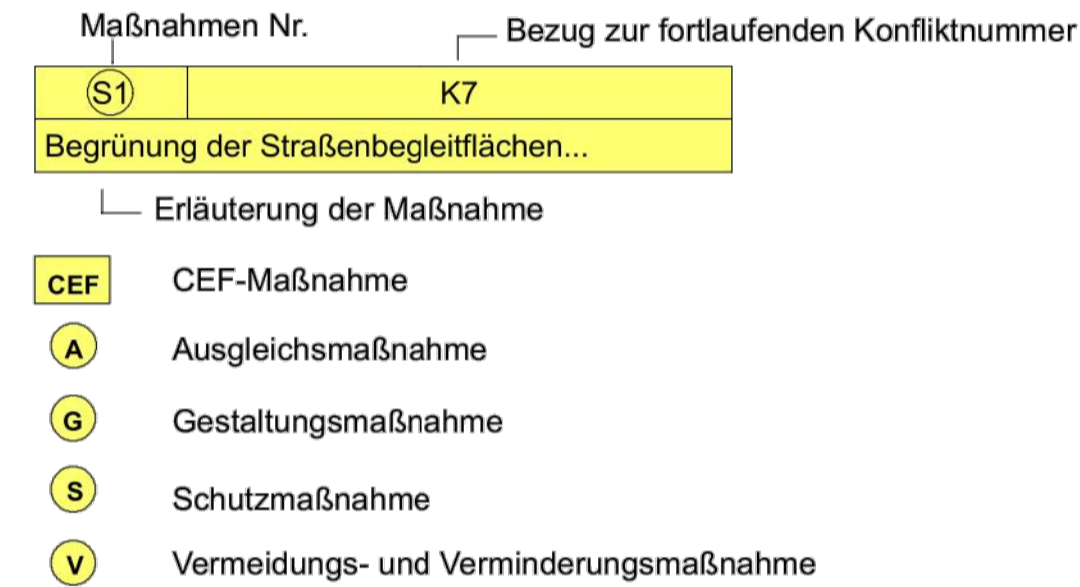 Maßnahmen Nr.
Bezug zur fortlaufenden Konfliktnummer
S1 K7
Begrünung der Straßenbegleitflächen...
Erläuterung der Maßnahme
CEF CEF-Maßnahme
A Ausgleichsmaßnahme
G Gestaltungsmaßnahme
S Schutzmaßnahme
V Vermeidungs- und Verminderungsmaßnahme